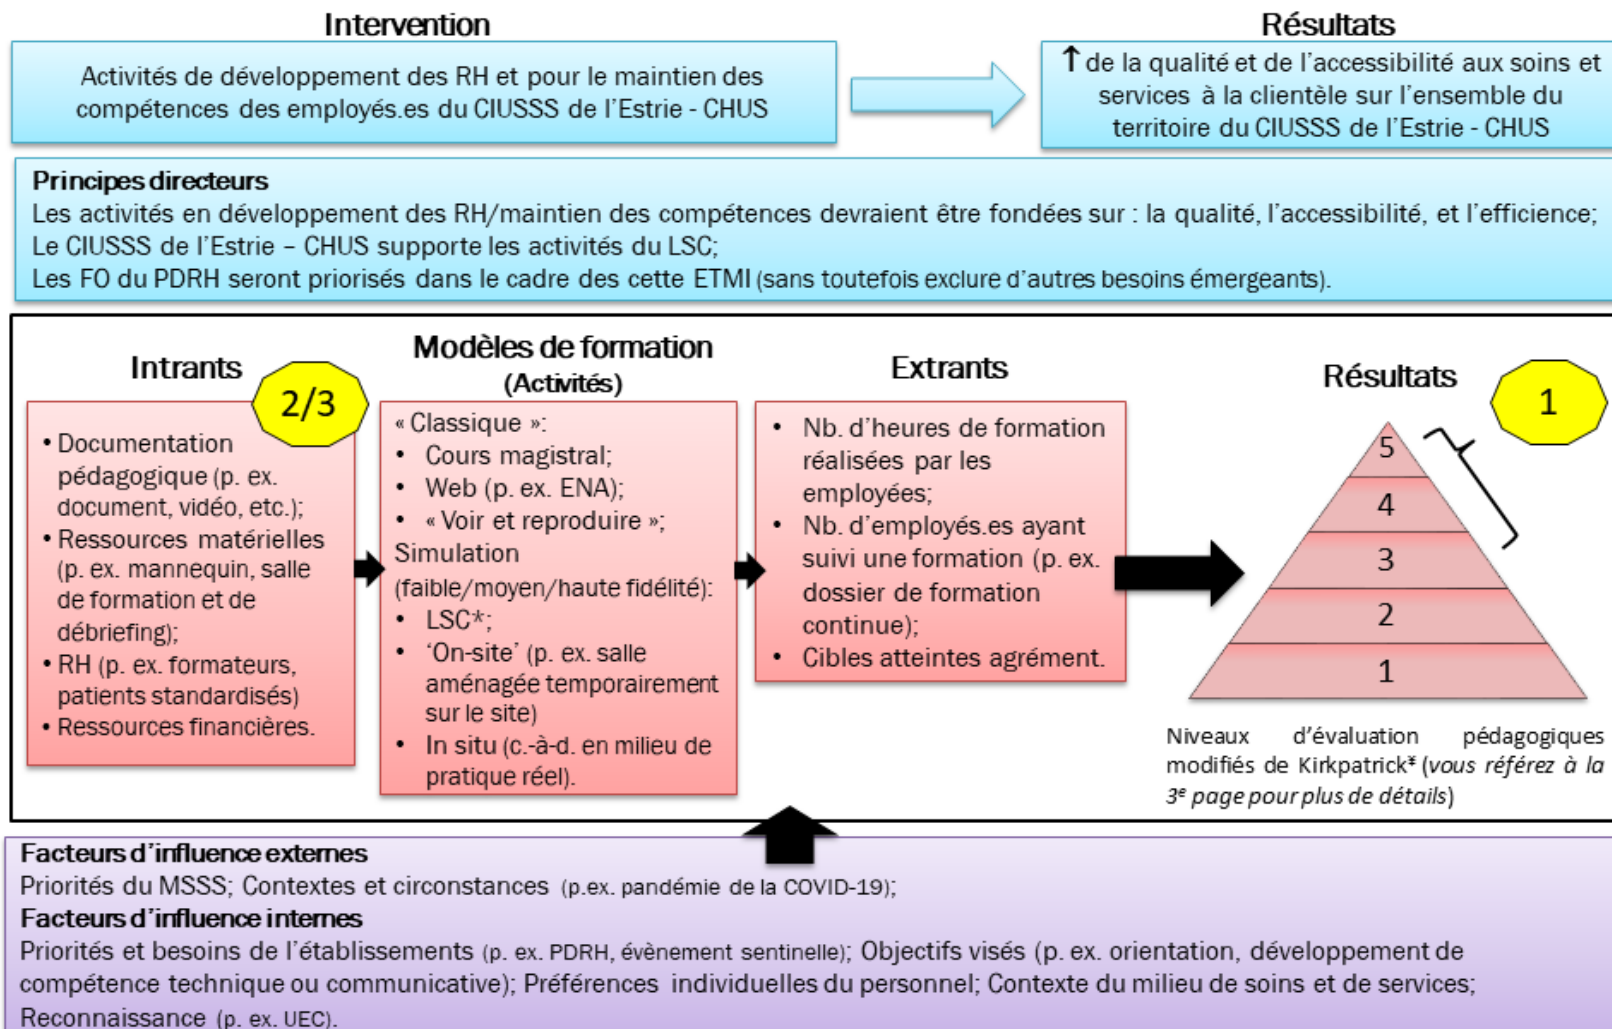 Intervention
Résultats
Activités de développement des RH et pour le maintien des
compétences des employés.es du CIUSSS de l'Estrie - CHUS
↑ de la qualité et de l'accessibilité aux soins et
services à la clientèle sur l'ensemble du
territoire du CIUSSS de l'Estrie - CHUS
Principes directeurs
Les activités en développement des RH/maintien des compétences devraient être fondées sur : la qualité, l'accessibilité, et l'efficience;
Le CIUSSS de l'Estrie – CHUS supporte les activités du LSC;
Les FO du PDRH seront priorisés dans le cadre des cette ETMI (sans toutefois exclure d'autres besoins émergeants).
Intrants
2/3
• Documentation
pédagogique (p. ex.
document, vidéo, etc.);
• Ressources matérielles
(p. ex. mannequin, salle
de formation et de
débriefing);
• RH (p. ex. formateurs,
patients standardisés)
• Ressources financières.
Modèles de formation
(Activités)
« Classique »:
• Cours magistral;
• Web (p. ex. ENA);
• « Voir et reproduire »;
Simulation
(faible/moyen/haute fidélité):
• LSC*;
• 'On-site' (p. ex. salle
aménagée temporairement
sur le site)
• In situ (c.-à-d. en milieu de
pratique réel).
Extrants
• Nb. d'heures de formation
réalisées par les
employées;
• Nb. d'employés.es ayant
suivi une formation (p. ex.
dossier de formation
continue);
• Cibles atteintes agrément.
Résultats
1
5
4
3
2
1
Niveaux d'évaluation pédagogiques
modifiés de Kirkpatrick¥ (vous référez à la
3e page pour plus de détails)
Facteurs d'influence externes
Priorités du MSSS; Contextes et circonstances (p.ex. pandémie de la COVID-19);
Facteurs d'influence internes
Priorités et besoins de l'établissements (p. ex. PDRH, évènement sentinelle); Objectifs visés (p. ex. orientation, développement de
compétence technique ou communicative); Préférences individuelles du personnel; Contexte du milieu de soins et de services;
Reconnaissance (p. ex. UEC).